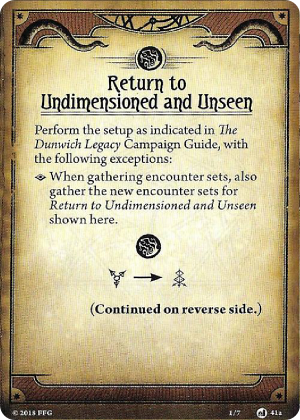 Return to
Undimensioned and Unseen
Perform the setup as indicated in The
Dunwich Legacy Campaign Guide, with
the following exceptions:
When gathering encounter sets, also
gather the new encounter sets for
Return to Undimensioned and Unseen
shown here.
(Continued on reverse side.)
© 2018 FFG
1/7
41a